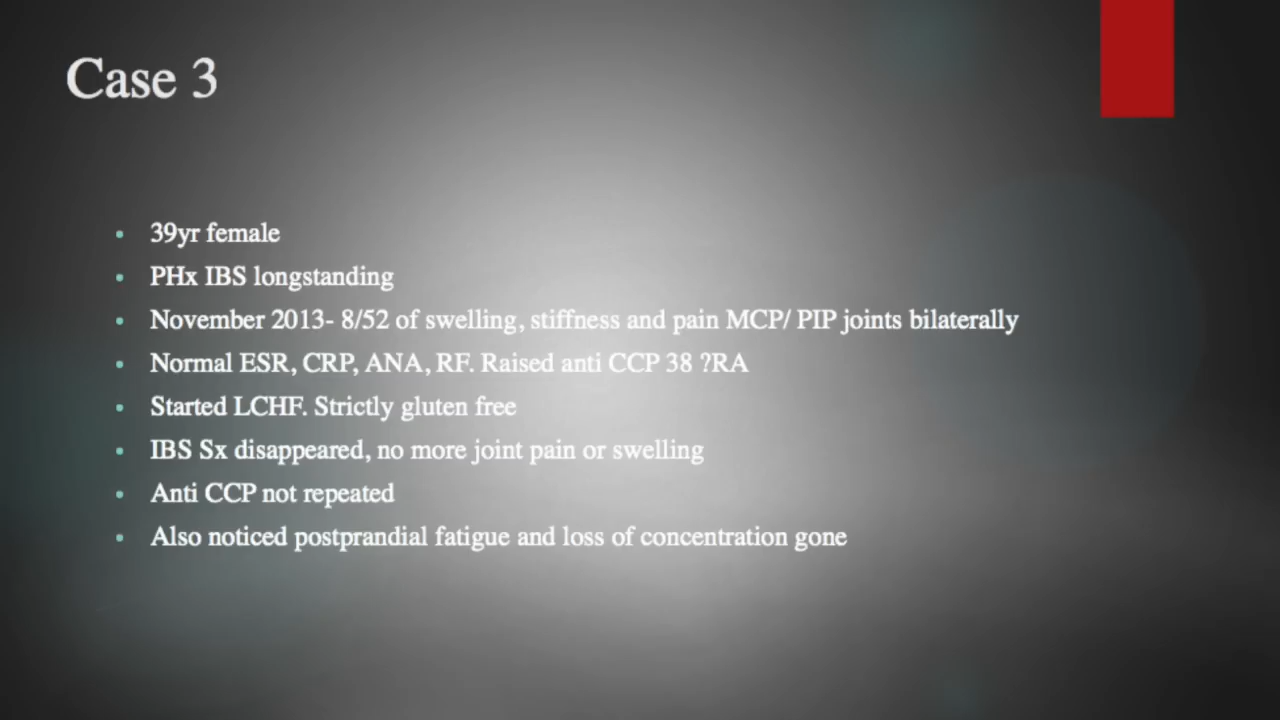 Case 3
• 39yr female
• PHx IBS longstanding
• November 2013- 8/52 of swelling, stiffness and pain MCP/ PIP joints bilaterally
• Normal ESR, CRP, ANA, RF. Raised anti CCP 38 ?RA
• Started LCHF. Strictly gluten free
• IBS Sx disappeared, no more joint pain or swelling
• Anti CCP not repeated
• Also noticed postprandial fatigue and loss of concentration gone